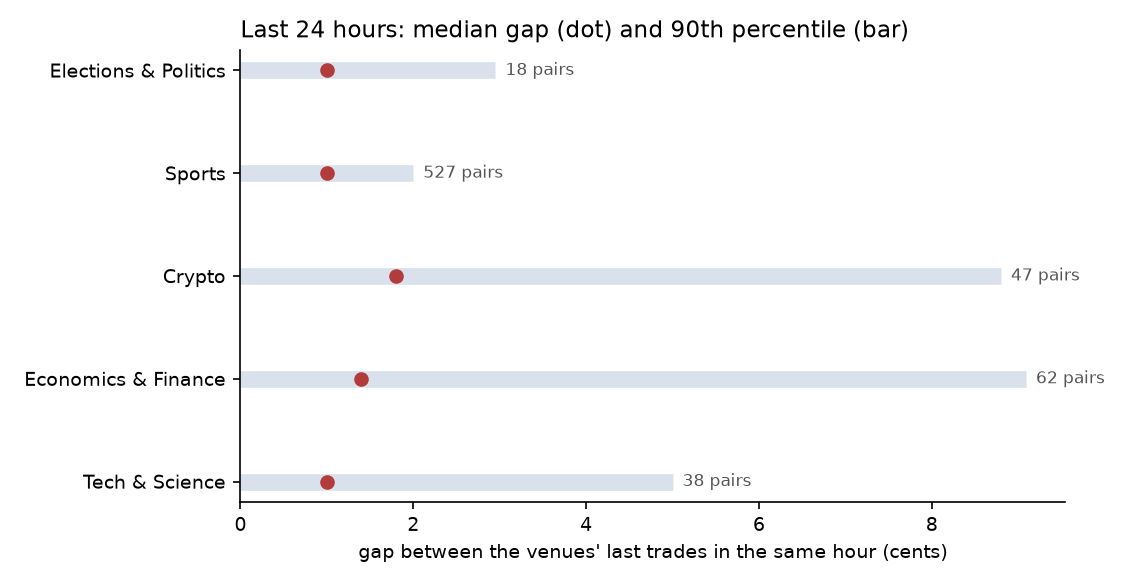 Last 24 hours: median gap (dot) and 90th percentile (bar)
Elections & Politics
18 pairs
Sports
527 pairs
Crypto
47 pairs
Economics & Finance
62 pairs
Tech & Science
38 pairs
0 2 4 6 8
gap between the venues' last trades in the same hour (cents)